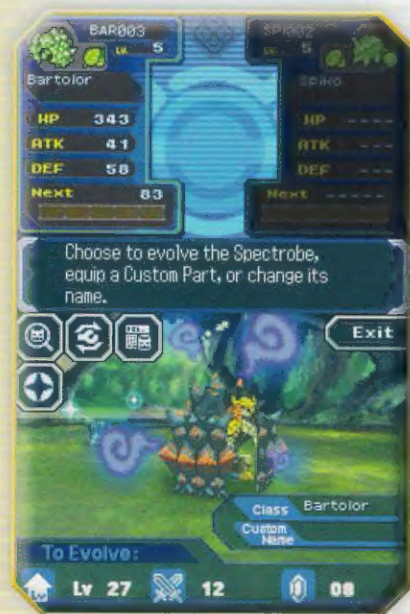 BAR003
Lv. 5
Bartolor
HP 343
ATK 41
DEF 58
Next 83
SPI002
Lv. 5
Spiko
HP ----
ATK ----
DEF ----
Next ----
Choose to evolve the Spectrobe,
equip a Custom Part, or change its
name.
Exit
Class Bartolor
Custom
Name
To Evolve:
Lv Lv 27 12 08